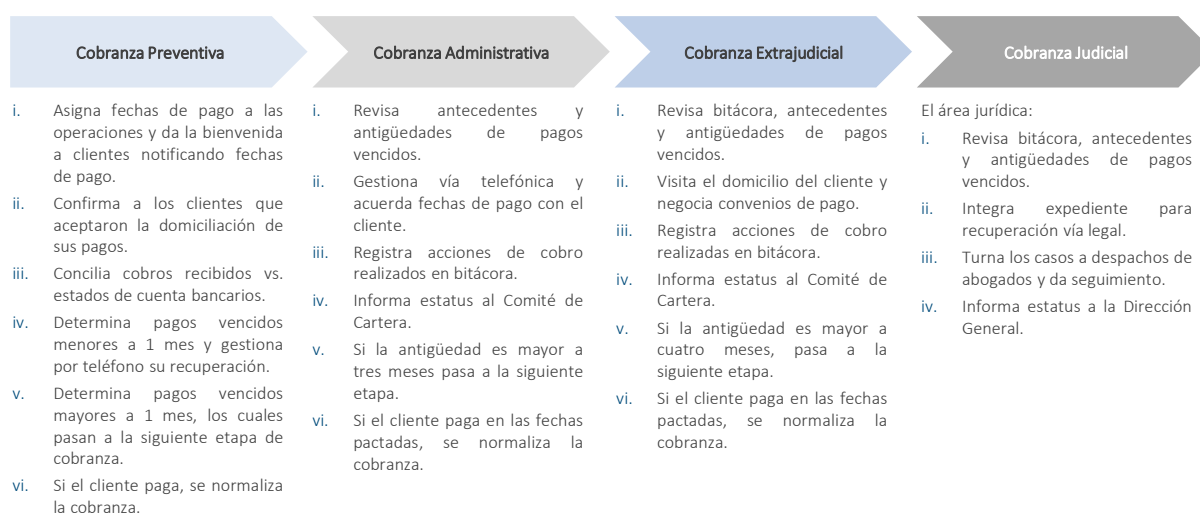 Cobranza Preventiva
i. Asigna fechas de pago a las
operaciones y da la bienvenida
a clientes notificando fechas
de pago.
ii. Confirma a los clientes que
aceptaron la domiciliación de
sus pagos.
iii. Concilia cobros recibidos vs.
estados de cuenta bancarios.
iv. Determina pagos vencidos
menores a 1 mes y gestiona
por teléfono su recuperación.
v. Determina pagos vencidos
mayores a 1 mes, los cuales
pasan a la siguiente etapa de
cobranza.
vi. Si el cliente paga, se normaliza
la cobranza.
Cobranza Administrativa
i. Revisa antecedentes y
antigüedades de pagos
vencidos.
ii. Gestiona vía telefónica y
acuerda fechas de pago con el
cliente.
iii. Registra acciones de cobro
realizados en bitácora.
iv. Informa estatus al Comité de
Cartera.
v. Si la antigüedad es mayor a
tres meses pasa a la siguiente
etapa.
vi. Si el cliente paga en las fechas
pactadas, se normaliza la
cobranza.
Cobranza Extrajudicial
i. Revisa bitácora, antecedentes
y antigüedades de pagos
vencidos.
ii. Visita el domicilio del cliente y
negocia convenios de pago.
iii. Registra acciones de cobro
realizadas en bitácora.
iv. Informa estatus al Comité de
Cartera.
v. Si la antigüedad es mayor a
cuatro meses, pasa a la
siguiente etapa.
vi. Si el cliente paga en las fechas
pactadas, se normaliza la
cobranza.
Cobranza Judicial
El área jurídica:
i. Revisa bitácora, antecedentes
y antigüedades de pagos
vencidos.
ii. Integra expediente para
recuperación vía legal.
iii. Turna los casos a despachos de
abogados y da seguimiento.
iv. Informa estatus a la Dirección
General.